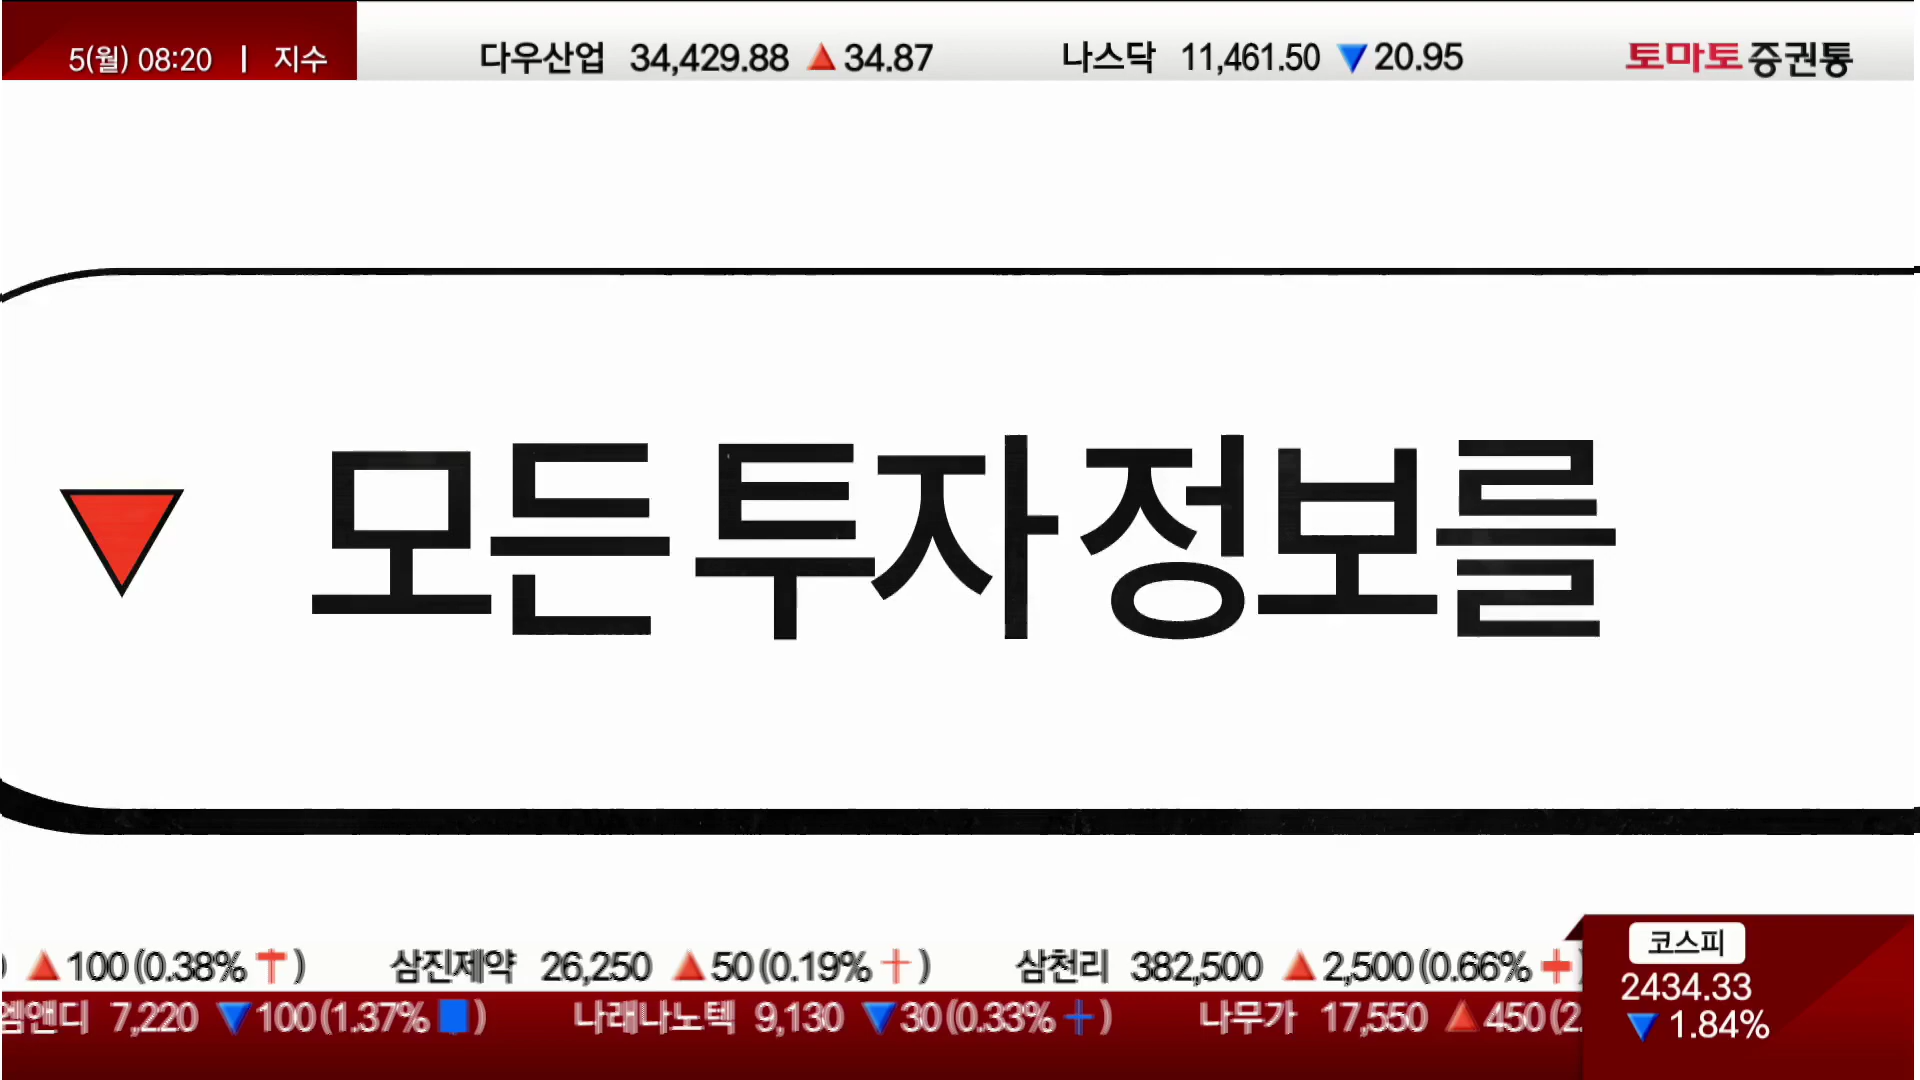 5(월) 08:20 | 지수 다우산업 34,429.88 ▲ 34.87 나스닥 11,461.50 ▼ 20.95 토마토증권통
▼ 모든 투자 정보를
▲ 100 (0.38% ) 삼진제약 26,250 ▲ 50 (0.19% ) 삼천리 382,500 ▲ 2,500 (0.66%
엠앤디 7,220 ▼ 100 (1.37% ) 나래나노텍 9,130 ▼ 30 (0.33% ) 나무가 17,550 ▲ 450 (2.
코스피
2434.33
▼ 1.84%